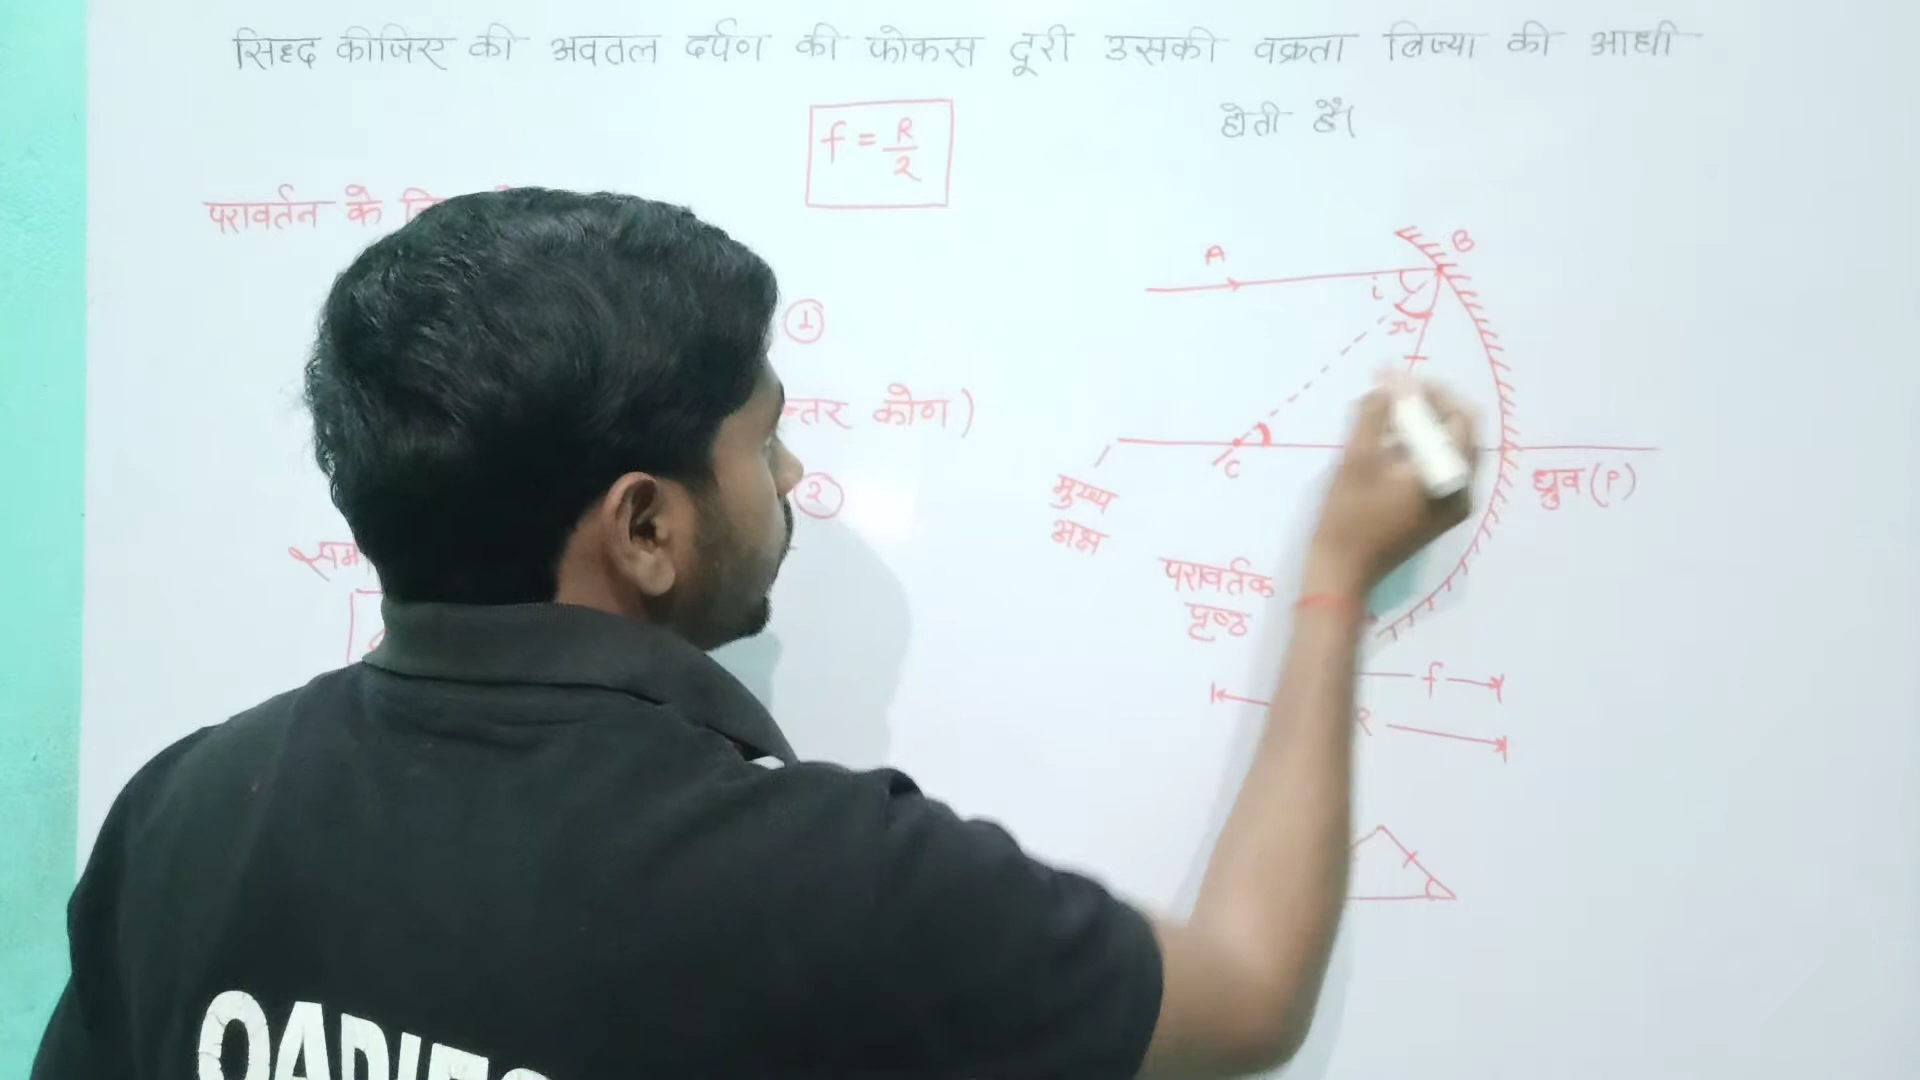 सिद्द कीजिए की अवतल दर्पण की फोकस दूरी उसकी वक्रता त्रिज्या की आधी
होती है।
f = R/2
परावर्तन के
①
न्तर कोण)
②
सम
A
B
i
r
C
मुख्य
अक्ष
ध्रुव (P)
परावर्तक
पृष्ठ
f
R